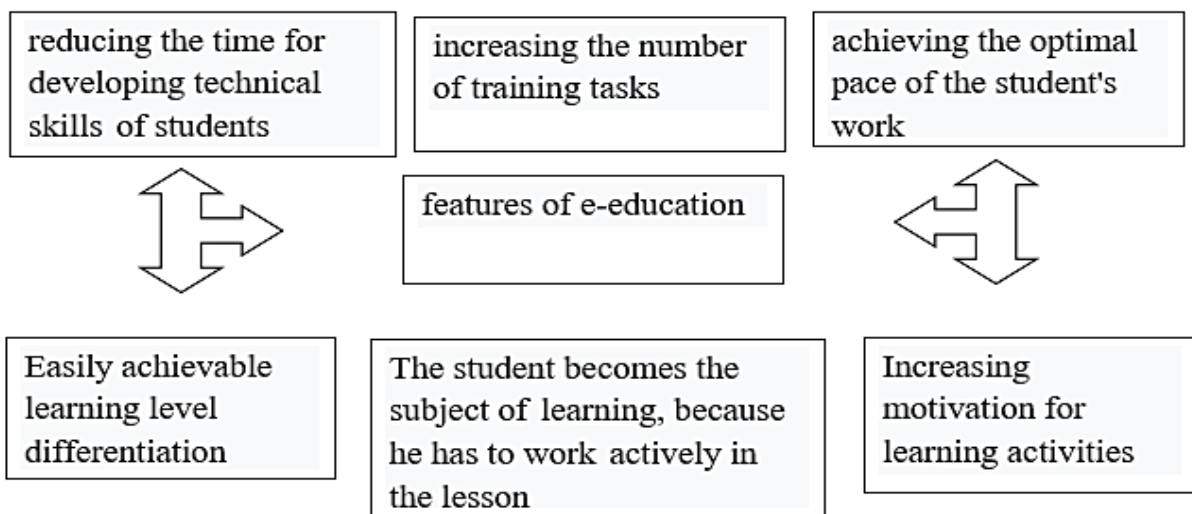 reducing the time for
developing technical
skills of students
increasing the number
of training tasks
achieving the optimal
pace of the student's
work
features of e-education
Easily achievable
learning level
differentiation
The student becomes the
subject of learning, because
he has to work actively in
the lesson
Increasing
motivation for
learning activities